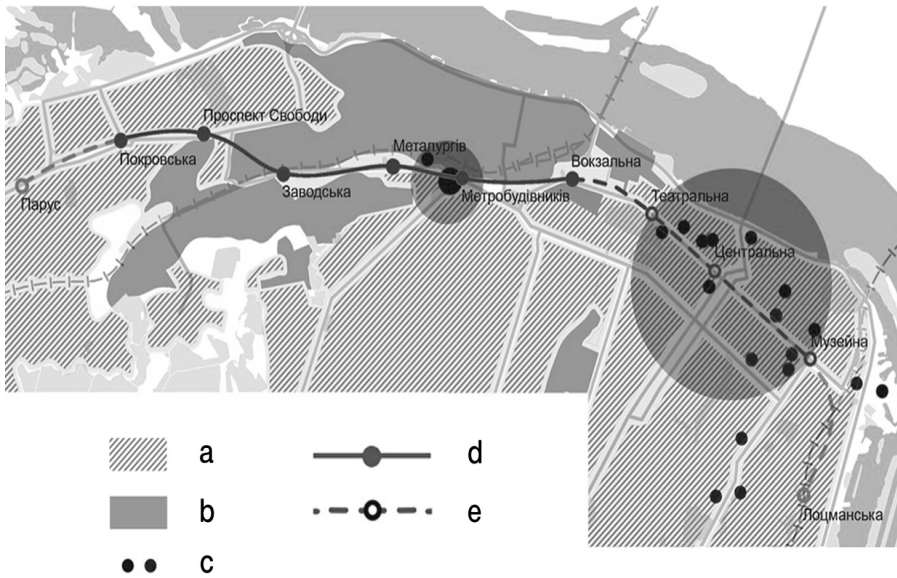 Проспект Свободи
Покровська
Парус
Заводська
Металургів
Метробудівників
Вокзальна
Театральна
Центральна
Музейна
Лоцманська
a
b
c
d
e